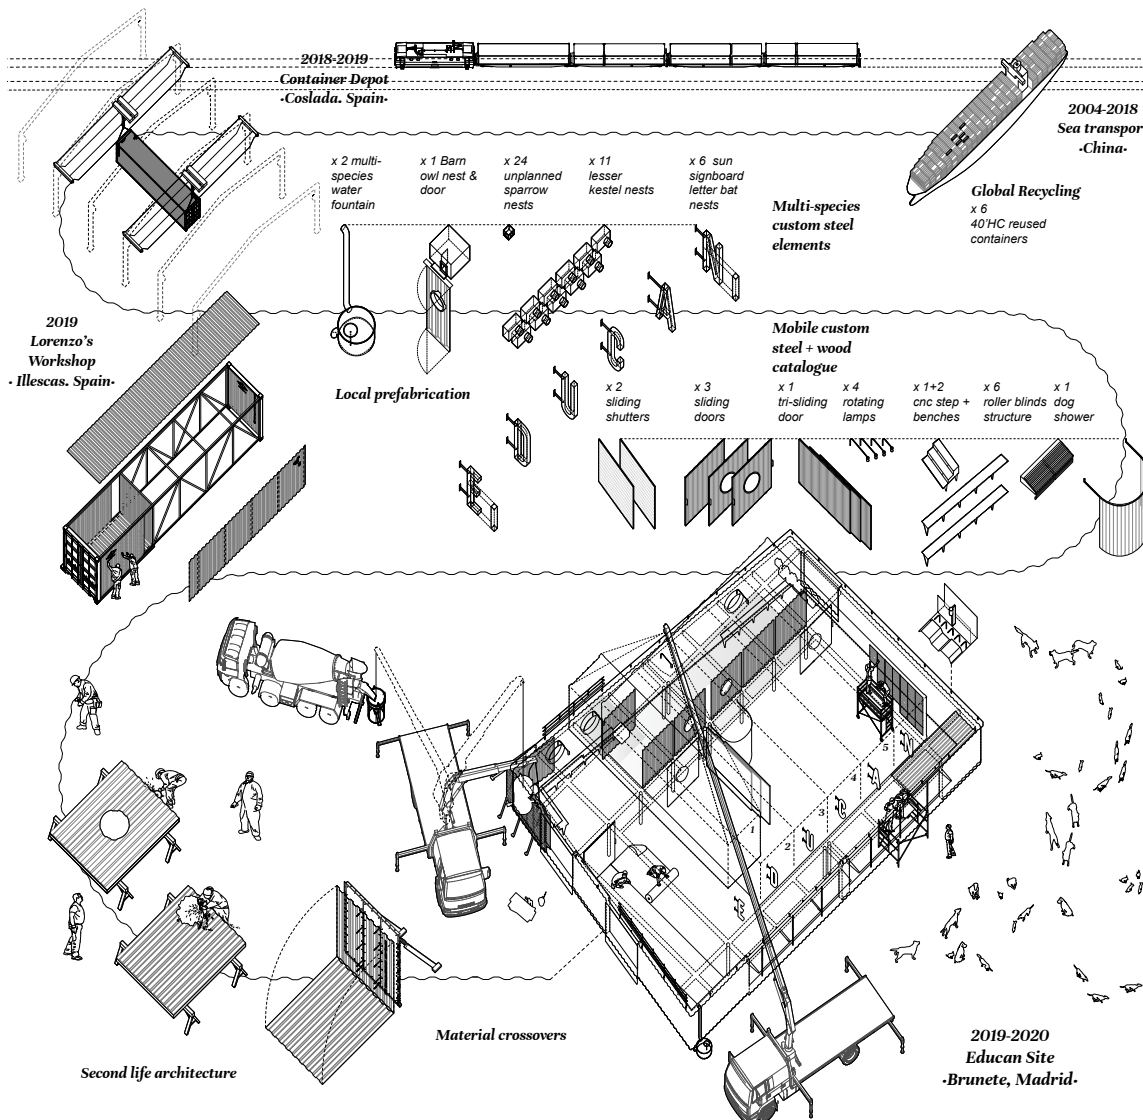 2018-2019
Container Depot
·Coslada. Spain·
2004-2018
Sea transpor
·China·
x 2 multi-
species
water
fountain
x 1 Barn
owl nest &
door
x 24
unplanned
sparrow
nests
x 11
lesser
kestel nests
x 6 sun
signboard
letter bat
nests
Multi-species
custom steel
elements
Global Recycling
x 6
40'HC reused
containers
N
A
C
U
D
E
2019
Lorenzo's
Workshop
· Illescas. Spain·
Local prefabrication
Mobile custom
steel + wood
catalogue
x 2
sliding
shutters
x 3
sliding
doors
x 1
tri-sliding
door
x 4
rotating
lamps
x 1+2
cnc step +
benches
x 6
roller blinds
structure
x 1
dog
shower
N
5
A
4
C
3
U
2
D
1
E
Material crossovers
Second life architecture
2019-2020
Educan Site
·Brunete, Madrid·